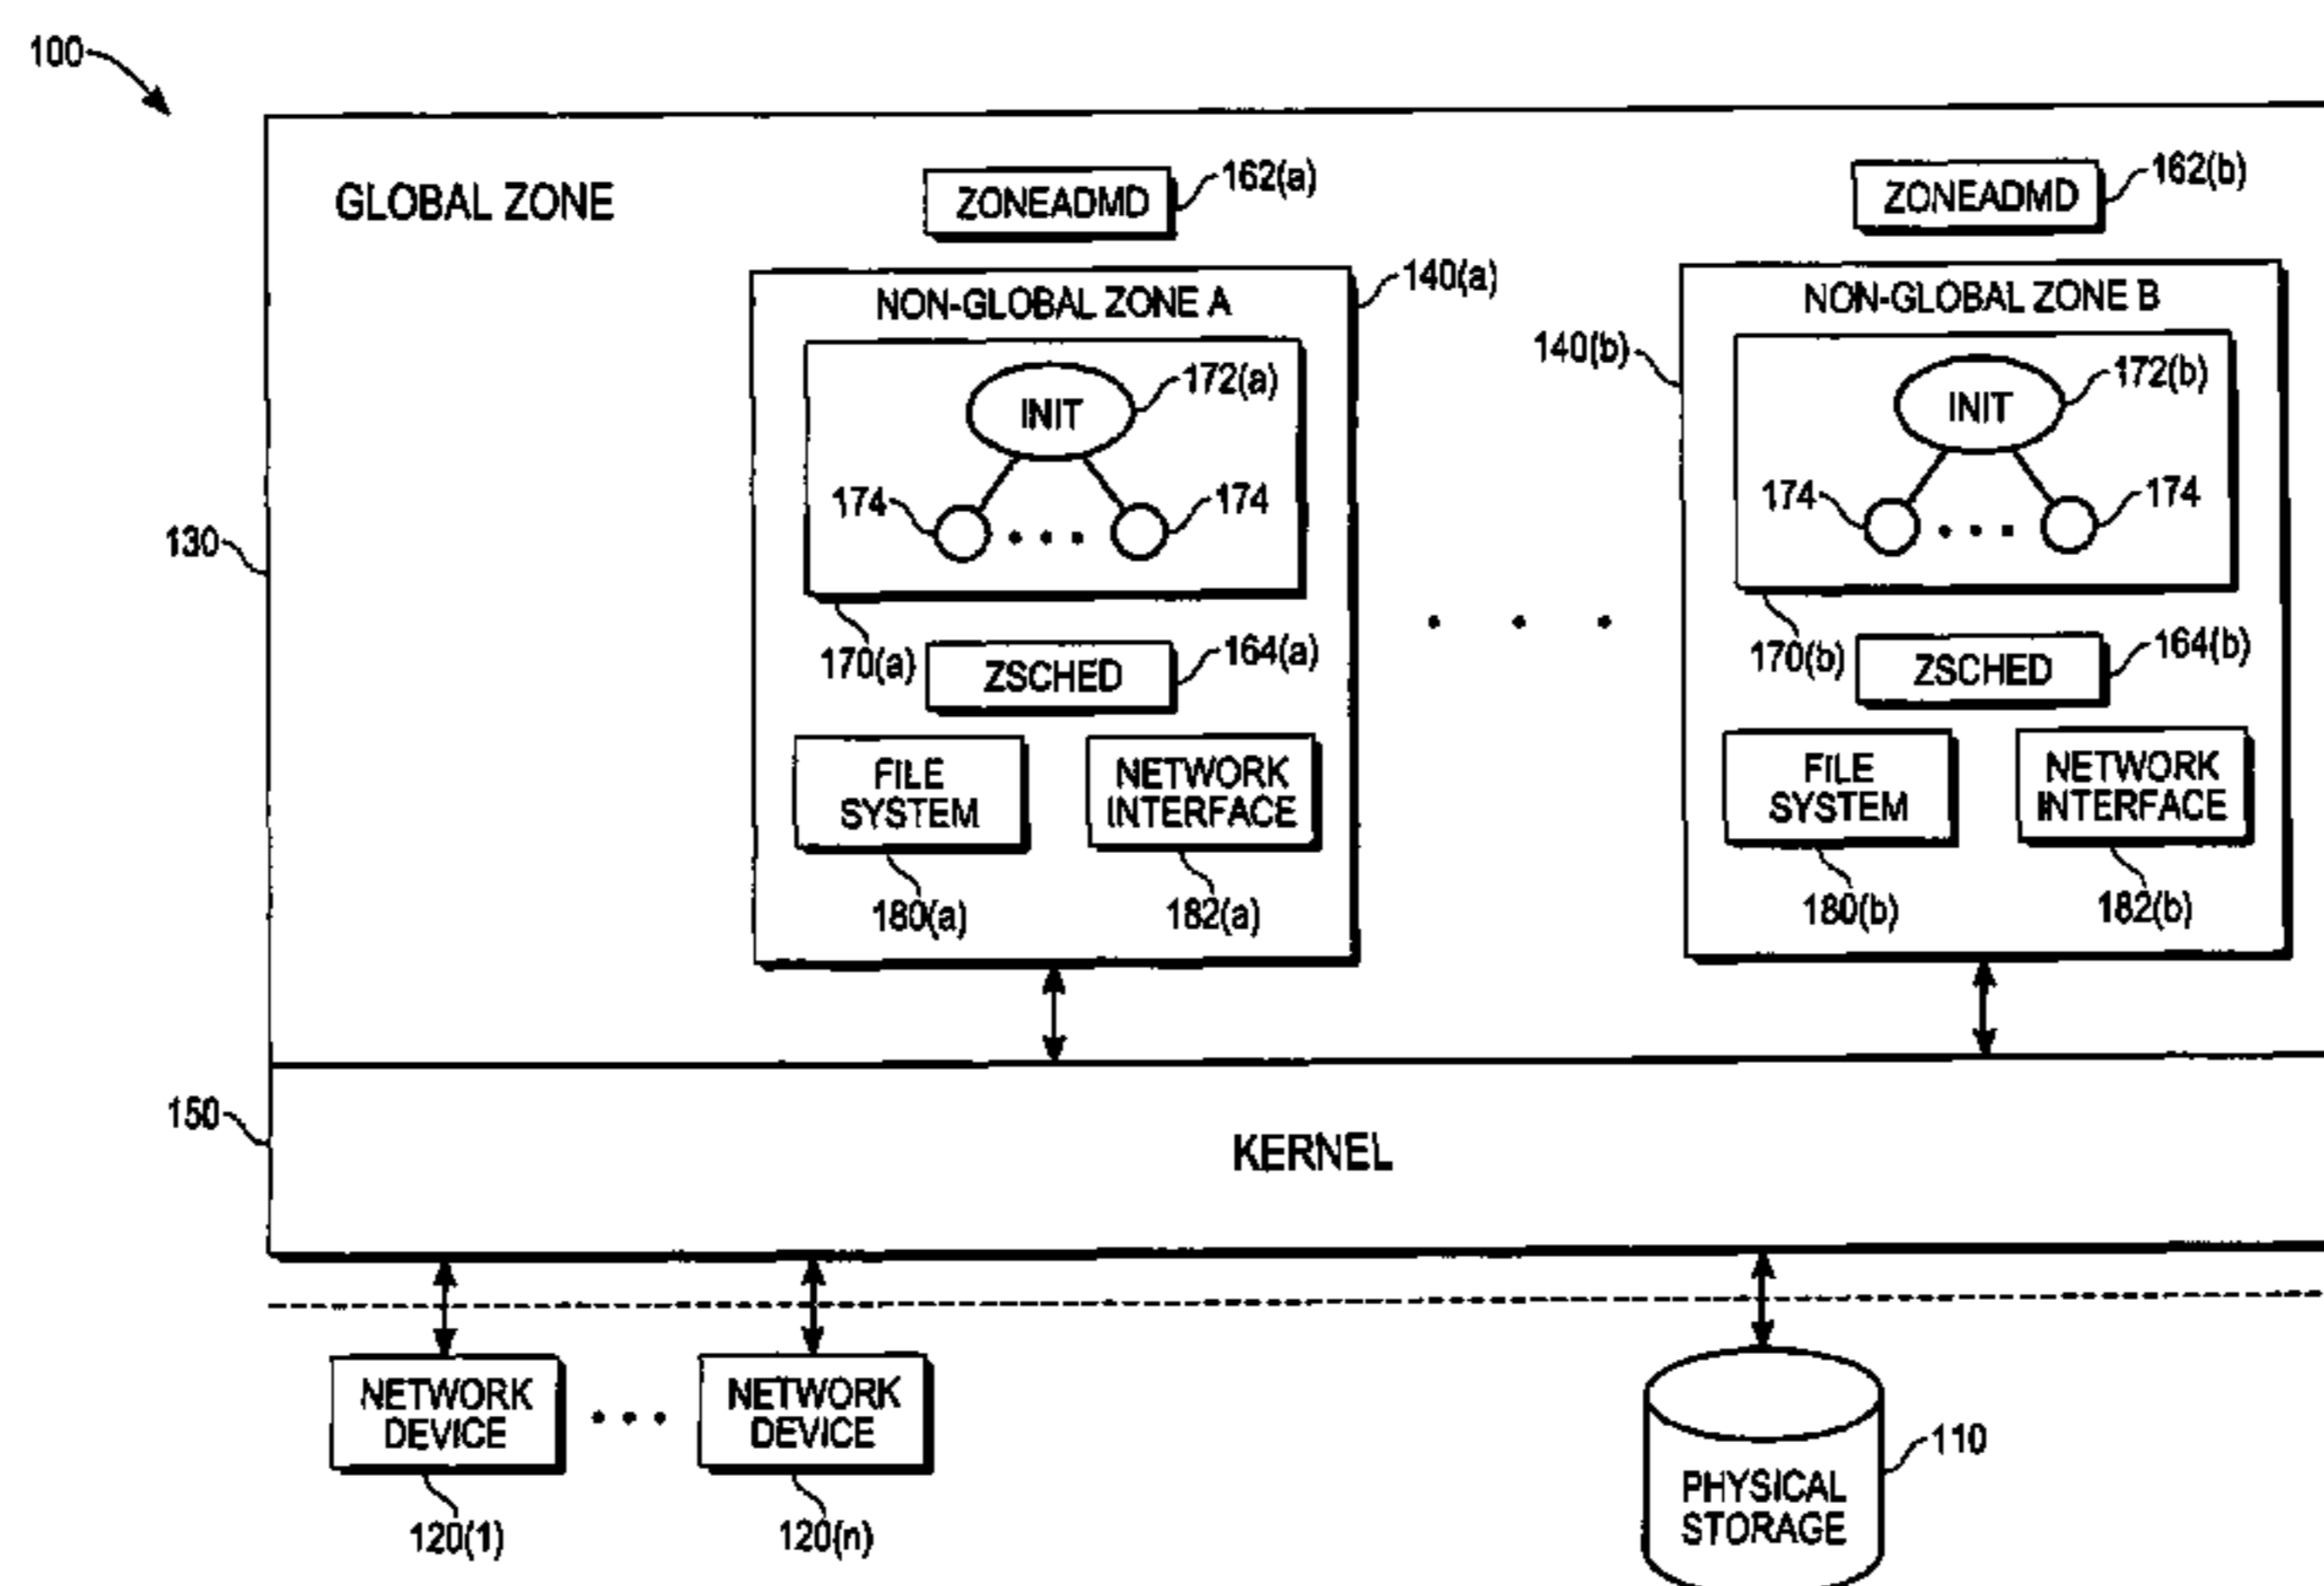 100
GLOBAL ZONE
ZONEADMD
162(a)
ZONEADMD
162(b)
140(a)
NON-GLOBAL ZONE A
172(a)
INIT
174
174
170(a)
ZSCHED
164(a)
FILE
SYSTEM
NETWORK
INTERFACE
180(a)
182(a)
140(b)
NON-GLOBAL ZONE B
172(b)
INIT
174
174
170(b)
ZSCHED
164(b)
FILE
SYSTEM
NETWORK
INTERFACE
180(b)
182(b)
130
150
KERNEL
NETWORK
DEVICE
120(1)
NETWORK
DEVICE
120(n)
110
PHYSICAL
STORAGE